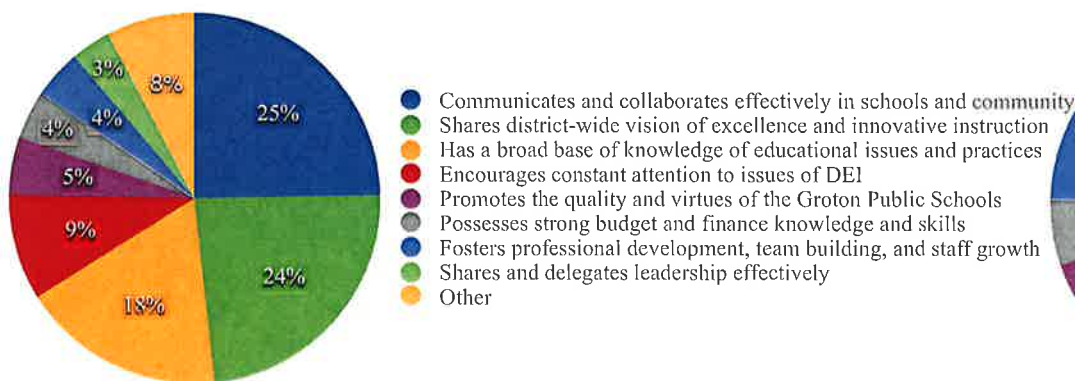 25%
24%
18%
9%
5%
4%
4%
3%
8%
Communicates and collaborates effectively in schools and community
Shares district-wide vision of excellence and innovative instruction
Has a broad base of knowledge of educational issues and practices
Encourages constant attention to issues of DEI
Promotes the quality and virtues of the Groton Public Schools
Possesses strong budget and finance knowledge and skills
Fosters professional development, team building, and staff growth
Shares and delegates leadership effectively
Other